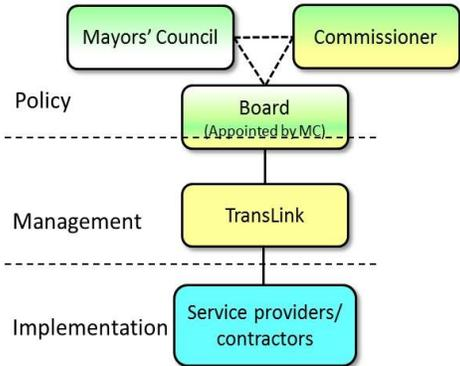 Mayors' Council
Commissioner
Policy
Board
(Appointed by MC)
Management
TransLink
Implementation
Service providers/
contractors